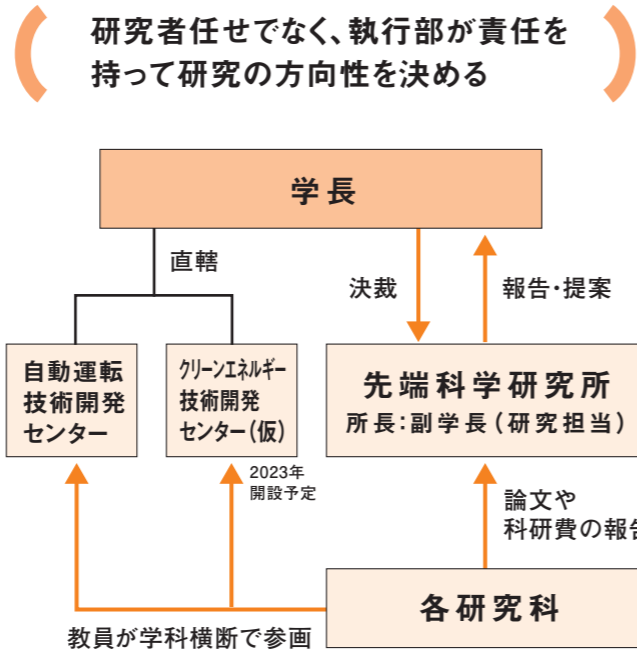 研究者任せでなく、執行部が責任を
持って研究の方向性を決める
学長
直轄
決裁
報告・提案
自動運転
技術開発
センター
クリーンエネルギー
技術開発
センター(仮)
2023年
開設予定
先端科学研究所
所長:副学長(研究担当)
論文や
科研費の報告
各研究科
教員が学科横断で参画